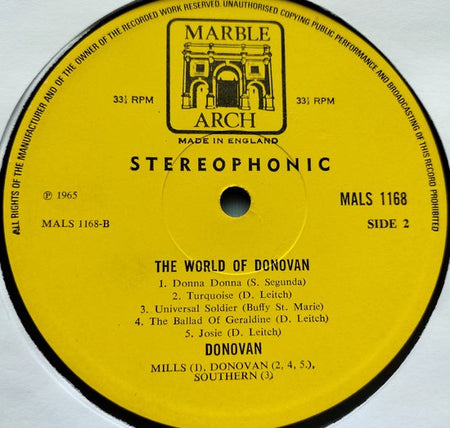 ALL RIGHTS OF THE MANUFACTURER AND OF THE OWNER OF THE RECORDED WORK RESERVED. UNAUTHORISED COPYING PUBLIC PERFORMANCE AND BROADCASTING OF THIS RECORD PROHIBITED
MARBLE
33⅓ RPM 33⅓ RPM
ARCH
MADE IN ENGLAND
STEREOPHONIC
℗ 1965 MALS 1168
MALS 1168-B SIDE 2
THE WORLD OF DONOVAN
1. Donna Donna (S. Segunda)
2. Turquoise (D. Leitch)
3. Universal Soldier (Buffy St. Marie)
4. The Ballad Of Geraldine (D. Leitch)
5. Josie (D. Leitch)
DONOVAN
MILLS (1), DONOVAN (2, 4, 5,),
SOUTHERN (3)